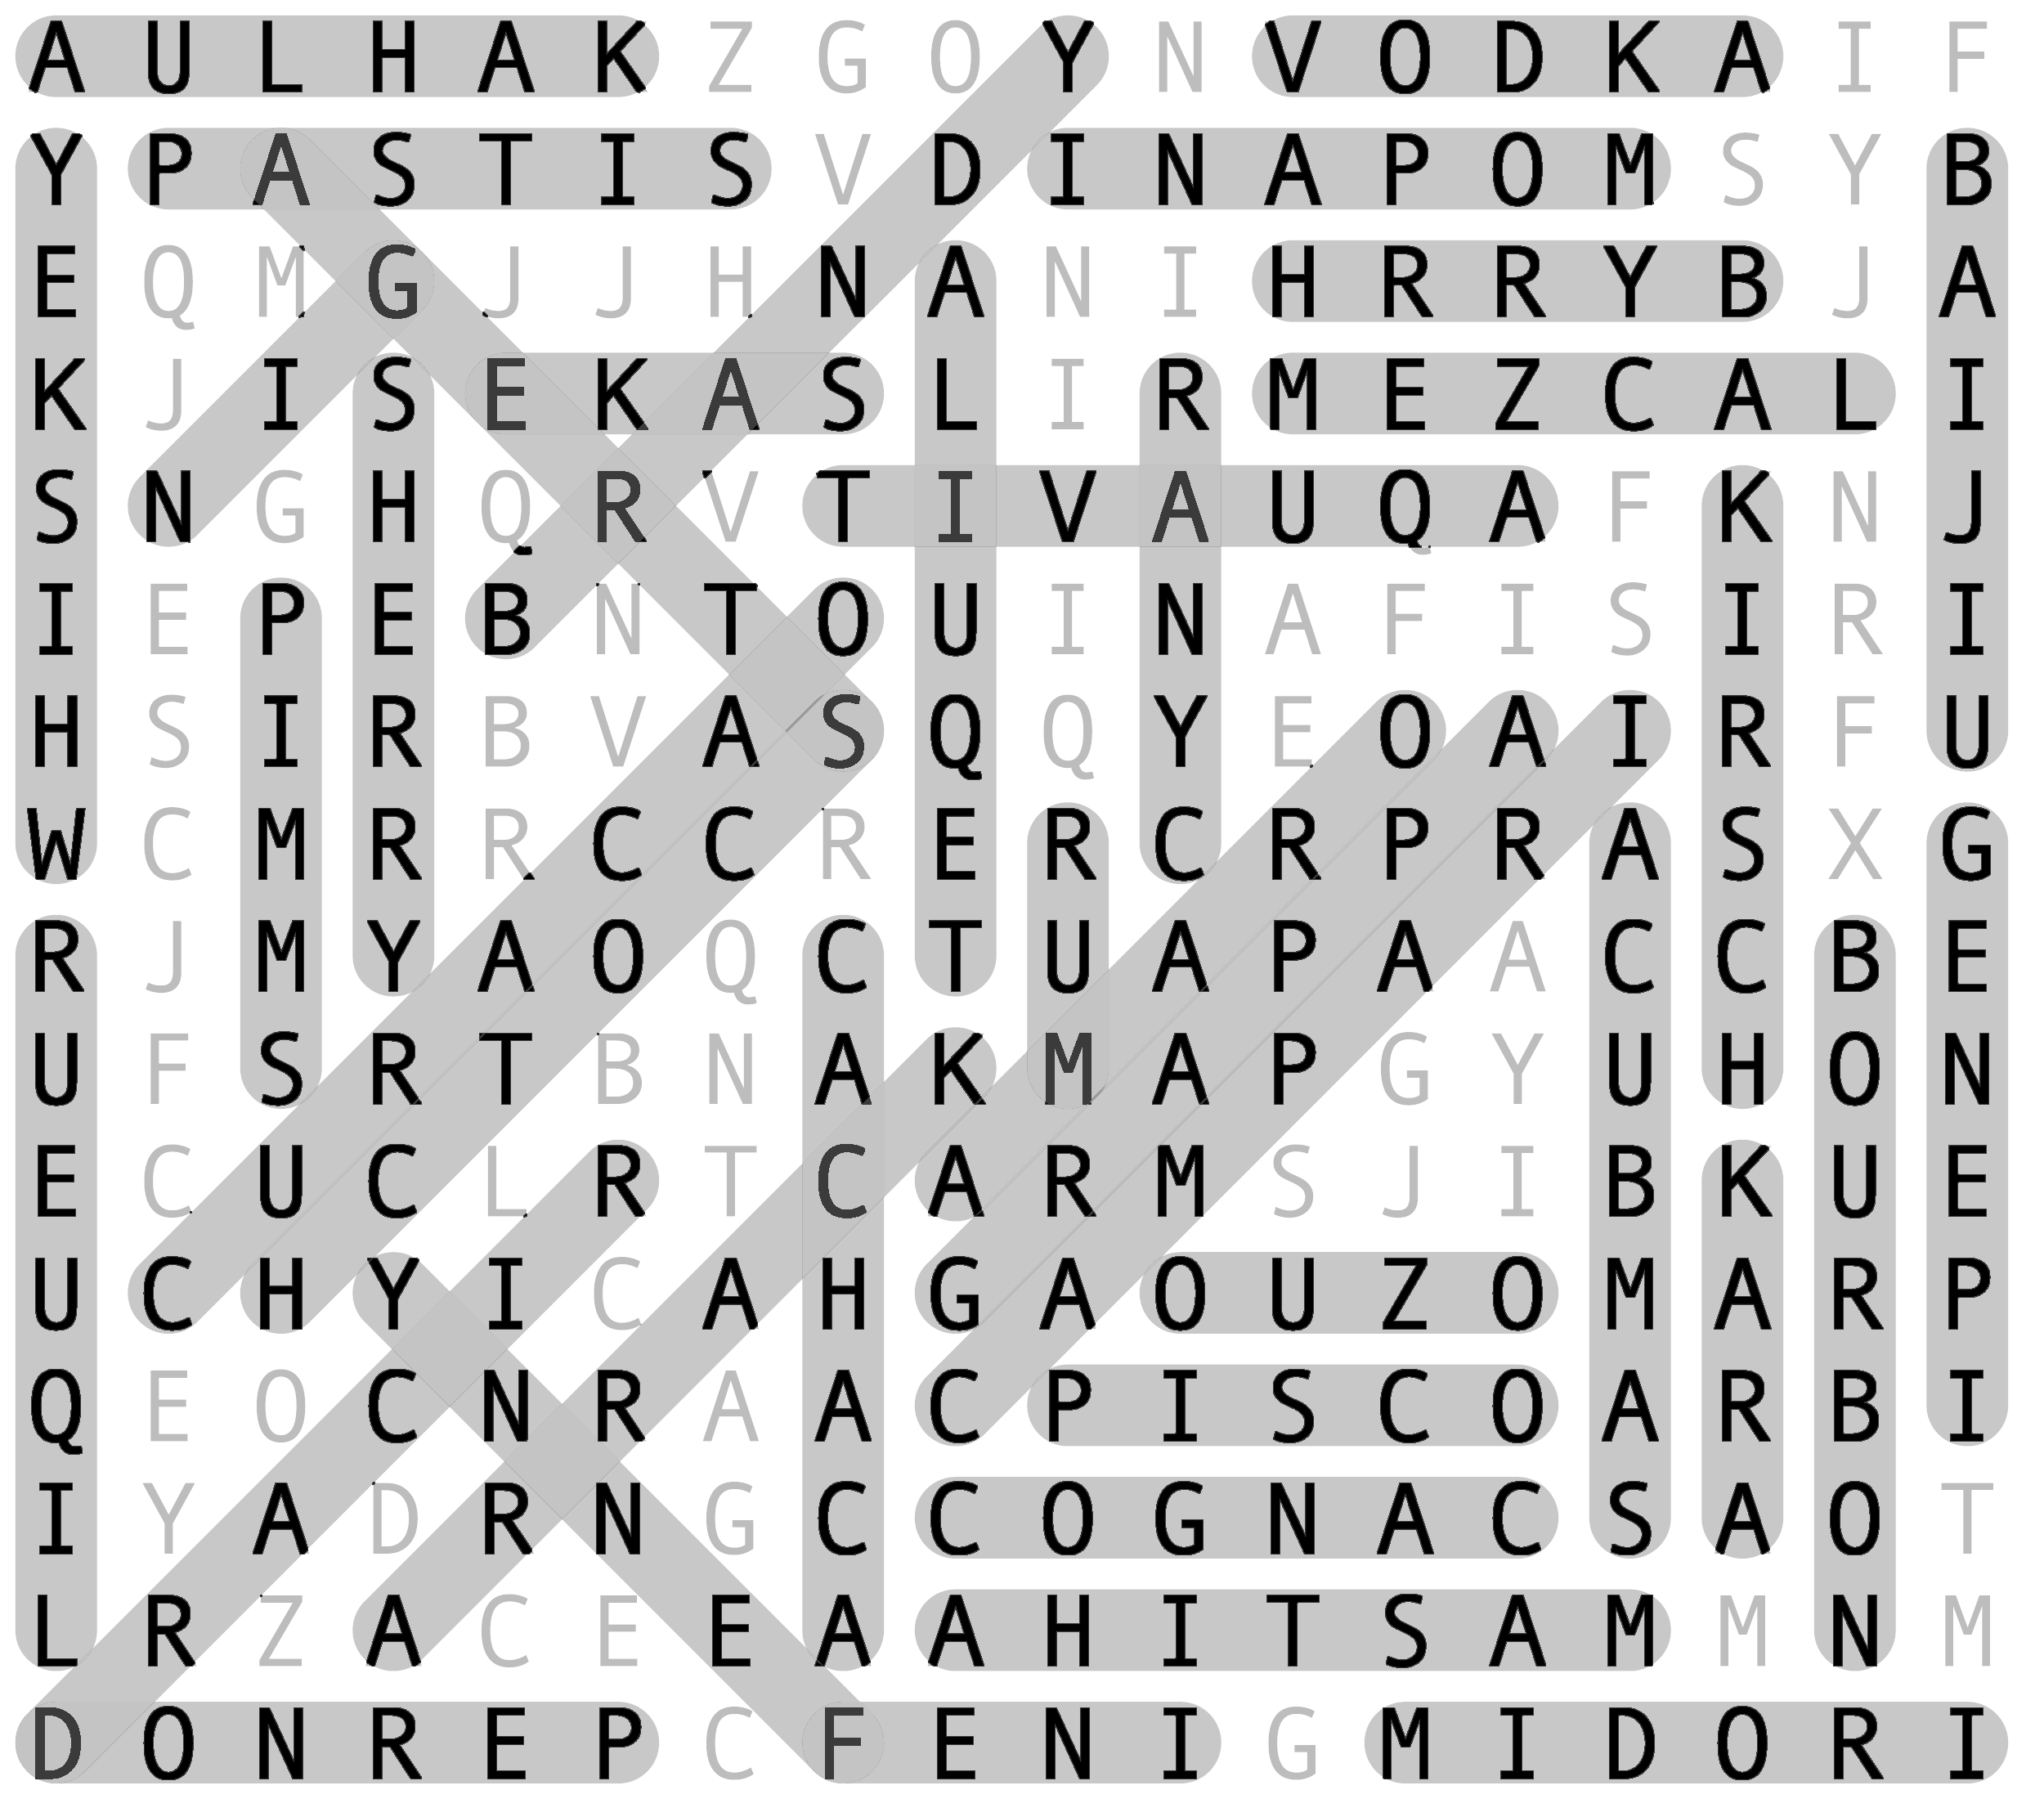 A U L H A K Z G O Y N V O D K A I F
Y P A S T I S V D I N A P O M S Y B
E Q M G J J H N A N I H R R Y B J A
K J I S E K A S L I R M E Z C A L I
S N G H Q R V T I V A U Q A F K N J
I E P E B N T O U I N A F I S I R I
H S I R B V A S Q Q Y E O A I R F U
W C M R R C C R E R C R P R A S X G
R J M Y A O Q C T U A P A A C C B E
U F S R T B N A K M A P G Y U H O N
E C U C L R T C A R M S J I B K U E
U C H Y I C A H G A O U Z O M A R P
Q E O C N R A A C P I S C O A R B I
I Y A D R N G C C O G N A C S A O T
L R Z A C E E A A H I T S A M M N M
D O N R E P C F E N I G M I D O R I